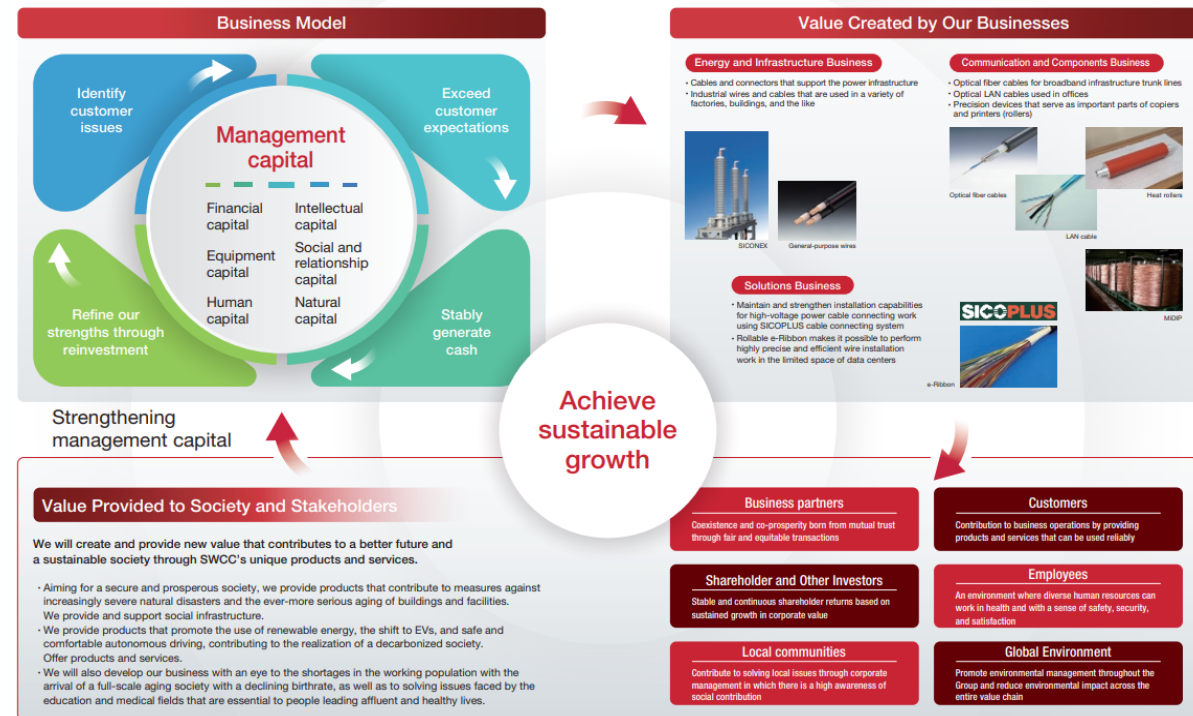 Business Model
Identify
customer
issues
Exceed
customer
expectations
Management
capital
Financial
capital
Intellectual
capital
Equipment
capital
Social and
relationship
capital
Human
capital
Natural
capital
Refine our
strengths through
reinvestment
Stably
generate
cash
Value Created by Our Businesses
Energy and Infrastructure Business
・Cables and connectors that support the power infrastructure
・Industrial wires and cables that are used in a variety of
factories, buildings, and the like
SICONEX
General-purpose wires
Communication and Components Business
・Optical fiber cables for broadband infrastructure trunk lines
・Optical LAN cables used in offices
・Precision devices that serve as important parts of copiers
and printers (rollers)
Optical fiber cables
Heat rollers
LAN cable
MiDIP
Solutions Business
・Maintain and strengthen installation capabilities
for high-voltage power cable connecting work
using SICOPLUS cable connecting system
・Rollable e-Ribbon makes it possible to perform
highly precise and efficient wire installation
work in the limited space of data centers
SICOPLUS
e-Ribbon
Achieve
sustainable
growth
Strengthening
management capital
Value Provided to Society and Stakeholders
We will create and provide new value that contributes to a better future and
a sustainable society through SWCC's unique products and services.
・Aiming for a secure and prosperous society, we provide products that contribute to measures against
increasingly severe natural disasters and the ever-more serious aging of buildings and facilities.
We provide and support social infrastructure.
・We provide products that promote the use of renewable energy, the shift to EVs, and safe and
comfortable autonomous driving, contributing to the realization of a decarbonized society.
Offer products and services.
・We will also develop our business with an eye to the shortages in the working population with the
arrival of a full-scale aging society with a declining birthrate, as well as to solving issues faced by the
education and medical fields that are essential to people leading affluent and healthy lives.
Business partners
Coexistence and co-prosperity born from mutual trust
through fair and equitable transactions
Customers
Contribution to business operations by providing
products and services that can be used reliably
Shareholder and Other Investors
Stable and continuous shareholder returns based on
sustained growth in corporate value
Employees
An environment where diverse human resources can
work in health and with a sense of safety, security,
and satisfaction
Local communities
Contribute to solving local issues through corporate
management in which there is a high awareness of
social contribution
Global Environment
Promote environmental management throughout the
Group and reduce environmental impact across the
entire value chain